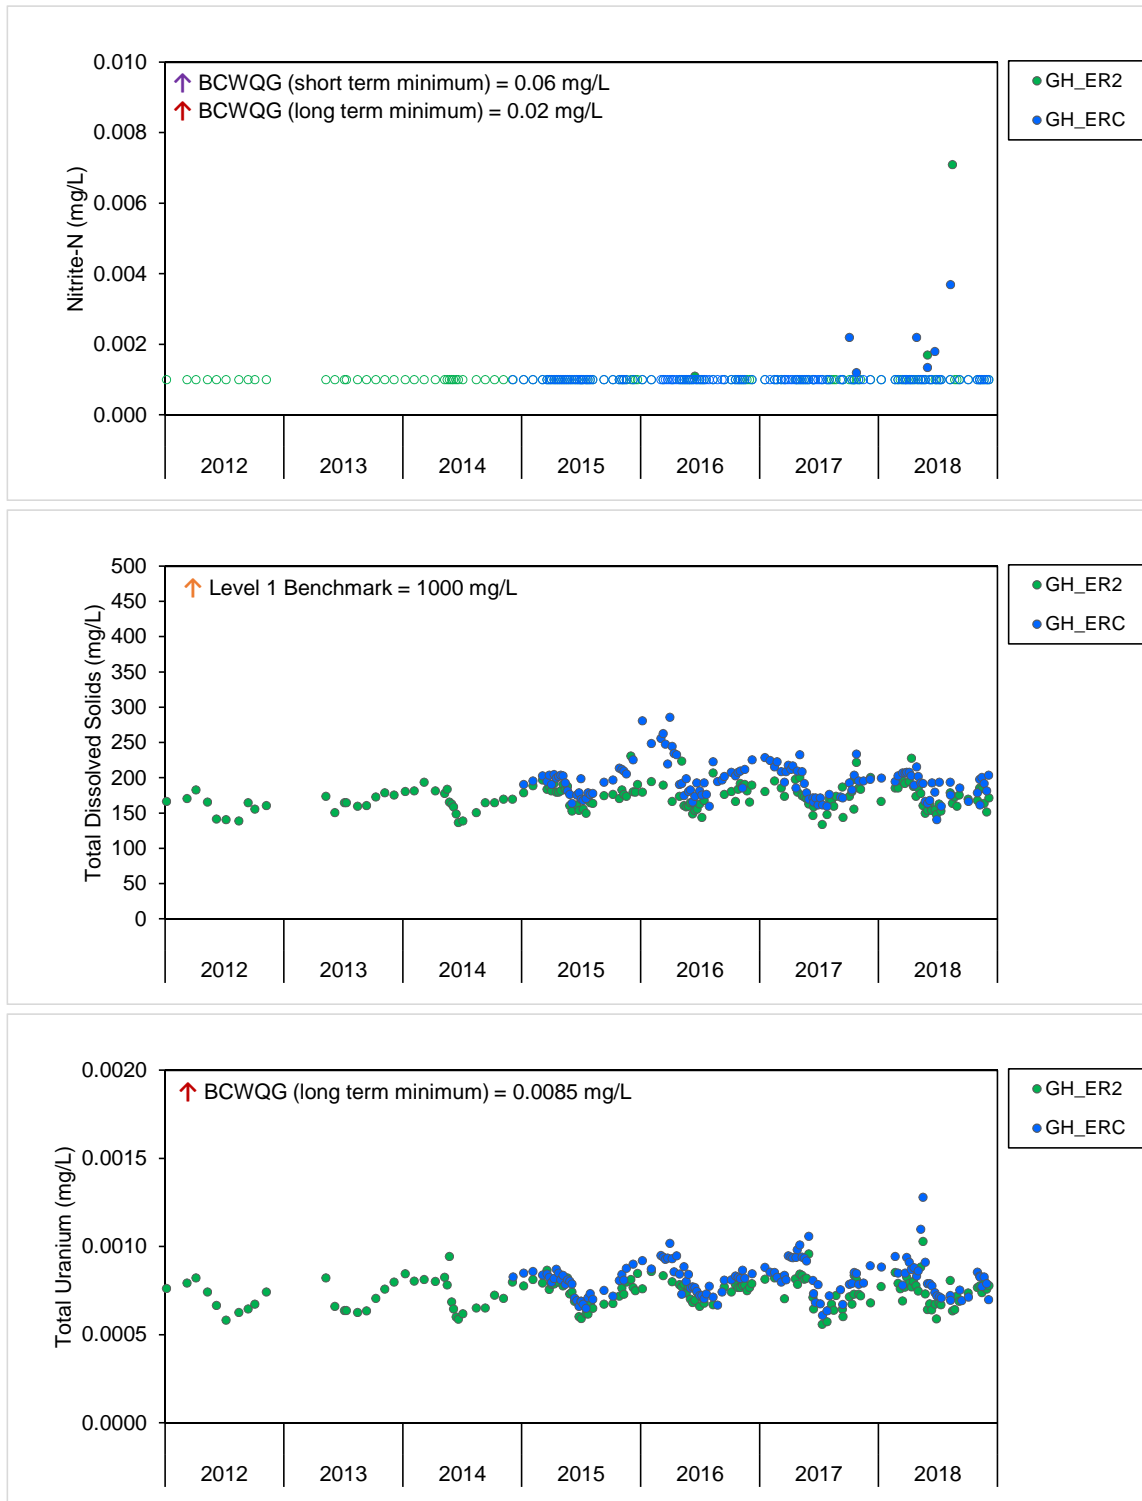 0.010
0.008
0.006
0.004
0.002
0.000
Nitrite-N (mg/L)
↑ BCWQG (short term minimum) = 0.06 mg/L
↑ BCWQG (long term minimum) = 0.02 mg/L
GH_ER2
GH_ERC
2012 2013 2014 2015 2016 2017 2018
500
450
400
350
300
250
200
150
100
50
0
Total Dissolved Solids (mg/L)
↑ Level 1 Benchmark = 1000 mg/L
GH_ER2
GH_ERC
2012 2013 2014 2015 2016 2017 2018
0.0020
0.0015
0.0010
0.0005
0.0000
Total Uranium (mg/L)
↑ BCWQG (long term minimum) = 0.0085 mg/L
GH_ER2
GH_ERC
2012 2013 2014 2015 2016 2017 2018